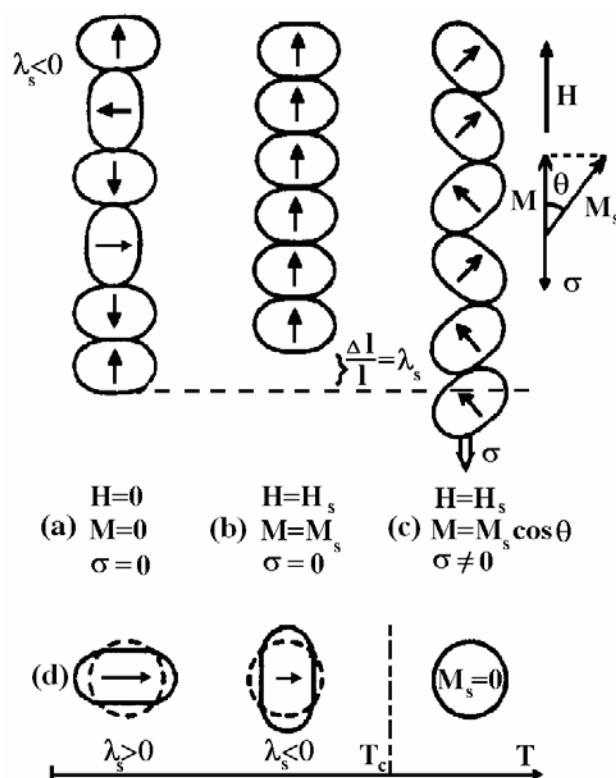 λs<0
H
M
θ
Ms
σ
Δl/l=λs
σ
(a)
H=0
M=0
σ=0
(b)
H=Hs
M=Ms
σ=0
(c)
H=Hs
M=Ms cosθ
σ≠0
(d)
Ms=0
λs>0
λs<0
Tc
T